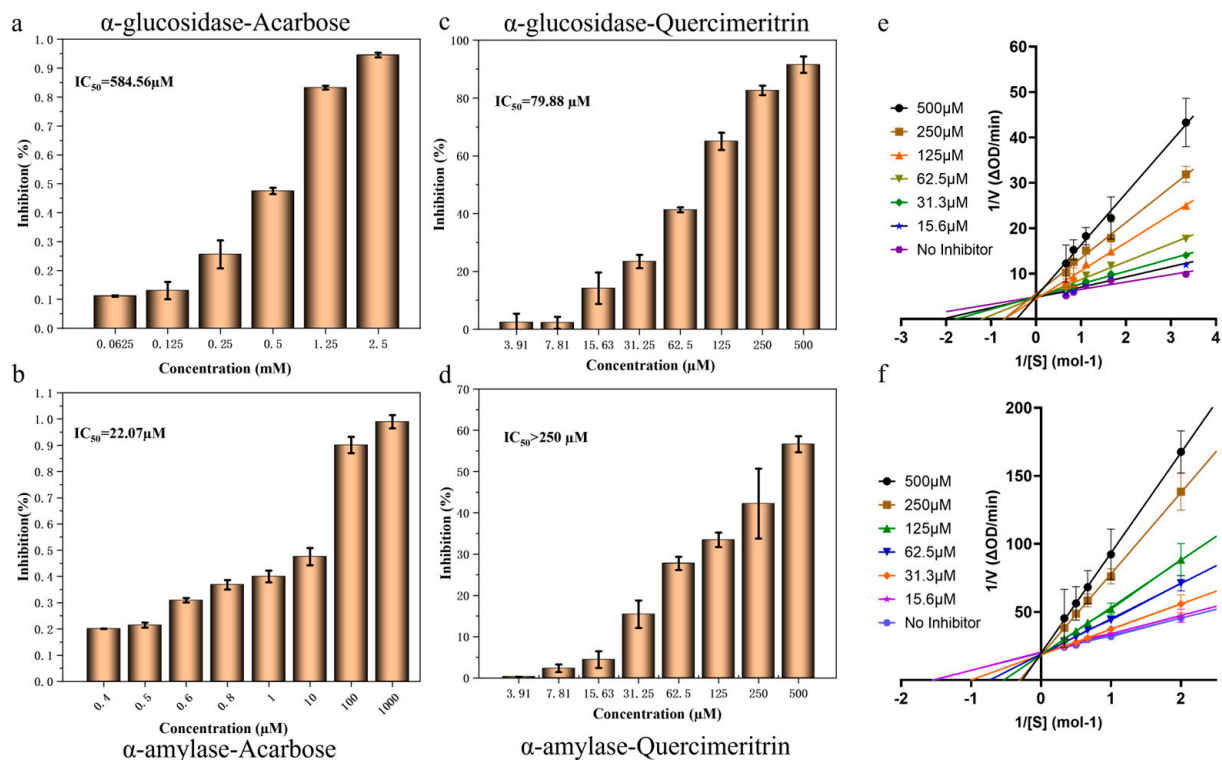 a
α-glucosidase-Acarbose
IC50=584.56μM
Inhibiton( %)
1. 0
0. 9
0. 8
0. 7
0. 6
0. 5
0. 4
0. 3
0. 2
0. 1
0. 0
0. 0625
0. 125
0. 25
0. 5
1. 25
2. 5
Concentration (mM)
b
IC50=22.07μM
Inhibition(%)
1. 1
1. 0
0. 9
0. 8
0. 7
0. 6
0. 5
0. 4
0. 3
0. 2
0. 1
0. 0
0. 4
0. 5
0. 6
0. 8
1
10
100
1000
Concentration (μM)
α-amylase-Acarbose
c
α-glucosidase-Quercimeritrin
IC50=79.88 μM
Inhibition (%)
100
80
60
40
20
0
3. 91
7. 81
15. 63
31. 25
62. 5
125
250
500
Concentration (μM)
d
IC50>250 μM
Inhibition (%)
70
60
50
40
30
20
10
0
3. 91
7. 81
15. 63
31. 25
62. 5
125
250
500
Concentration (μM)
α-amylase-Quercimeritrin
e
500μM
250μM
125μM
62.5μM
31.3μM
15.6μM
No Inhibitor
1/V (ΔOD/min)
60
50
40
30
20
10
-3
-2
-1
0
1
2
3
4
1/[S] (mol-1)
f
500μM
250μM
125μM
62.5μM
31.3μM
15.6μM
No Inhibitor
1/V (ΔOD/min)
200
150
100
50
-2
-1
0
1
2
1/[S] (mol-1)